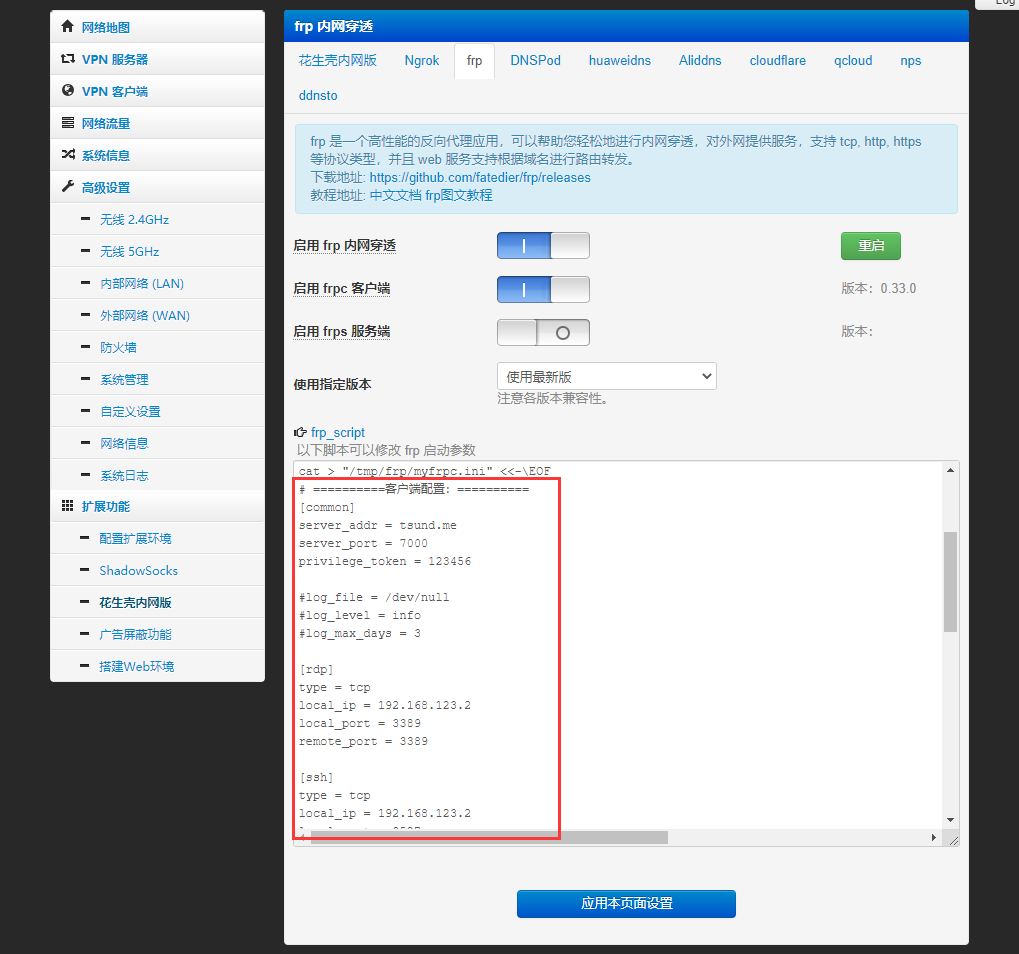 Log
网络地图
VPN 服务器
VPN 客户端
网络流量
系统信息
高级设置
无线 2.4GHz
无线 5GHz
内部网络 (LAN)
外部网络 (WAN)
防火墙
系统管理
自定义设置
网络信息
系统日志
扩展功能
配置扩展环境
ShadowSocks
花生壳内网版
广告屏蔽功能
搭建Web环境
frp 内网穿透
花生壳内网版 Ngrok frp DNSPod huaweidns Aliddns cloudflare qcloud nps
ddnsto
frp 是一个高性能的反向代理应用，可以帮助您轻松地进行内网穿透，对外网提供服务，支持 tcp, http, https
等协议类型，并且 web 服务支持根据域名进行路由转发。
下载地址: https://github.com/fatedier/frp/releases
教程地址: 中文文档 frp图文教程
启用 frp 内网穿透 重启
启用 frpc 客户端 版本：0.33.0
启用 frps 服务端 版本：
使用指定版本 使用最新版
注意各版本兼容性。
frp_script
以下脚本可以修改 frp 启动参数
cat > "/tmp/frp/myfrpc.ini" <<-\EOF
# ==========客户端配置：==========
[common]
server_addr = tsund.me
server_port = 7000
privilege_token = 123456
#log_file = /dev/null
#log_level = info
#log_max_days = 3
[rdp]
type = tcp
local_ip = 192.168.123.2
local_port = 3389
remote_port = 3389
[ssh]
type = tcp
local_ip = 192.168.123.2
应用本页面设置